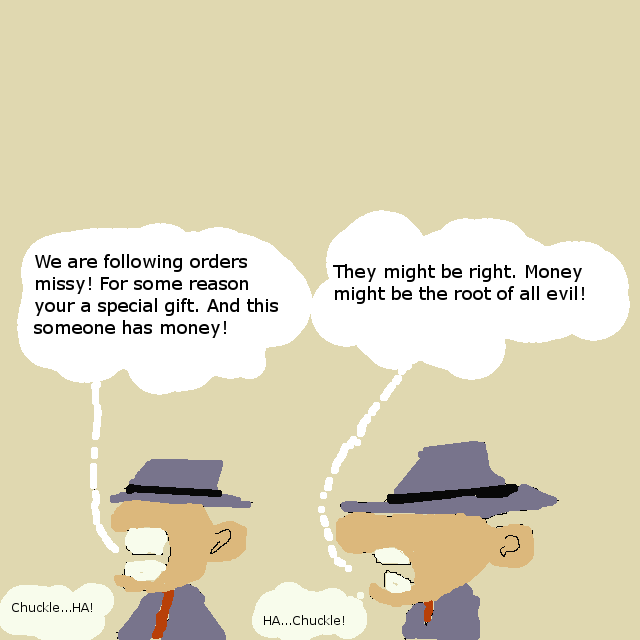 We are following orders
missy! For some reason
your a special gift. And this
someone has money!
They might be right. Money
might be the root of all evil!
Chuckle...HA!
HA...Chuckle!